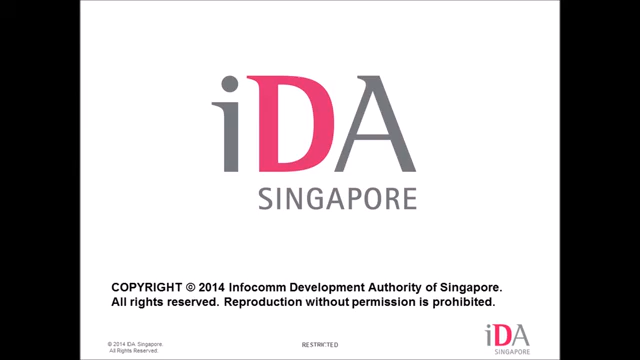 iDA
SINGAPORE
COPYRIGHT © 2014 Infocomm Development Authority of Singapore.
All rights reserved. Reproduction without permission is prohibited.
© 2014 IDA. Singapore.
All Rights Reserved.
RESTRICTED
iDA
SINGAPORE